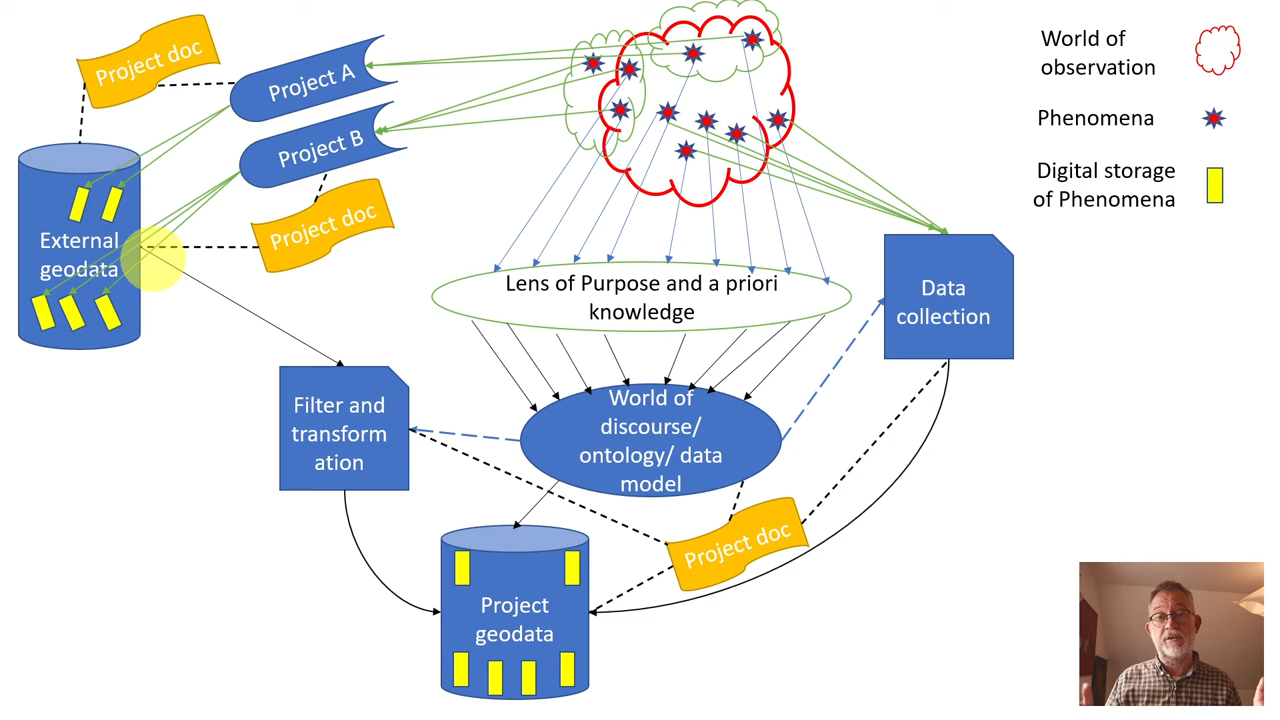 Project doc
Project A
Project B
Project doc
External
geodata
World of
observation
Phenomena
Digital storage
of Phenomena
Lens of Purpose and a priori
knowledge
Data
collection
Filter and
transform
ation
World of
discourse/
ontology/ data
model
Project doc
Project
geodata